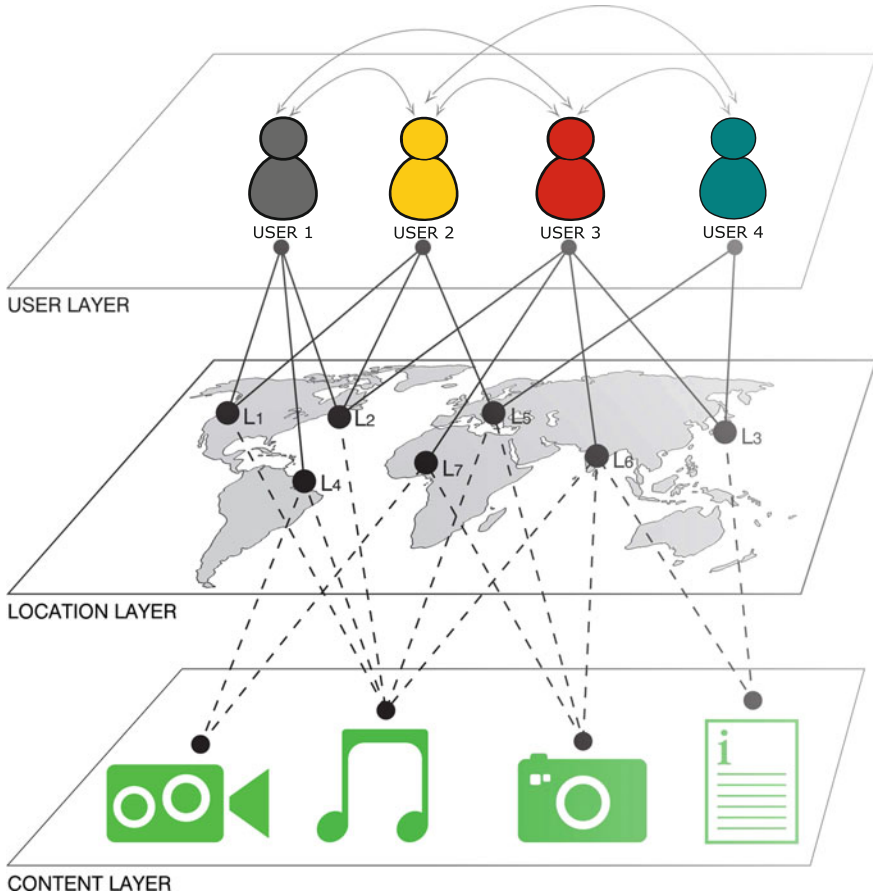 USER 1
USER 2
USER 3
USER 4
USER LAYER
L1
L2
L5
L3
L7
L6
L4
LOCATION LAYER
i
CONTENT LAYER